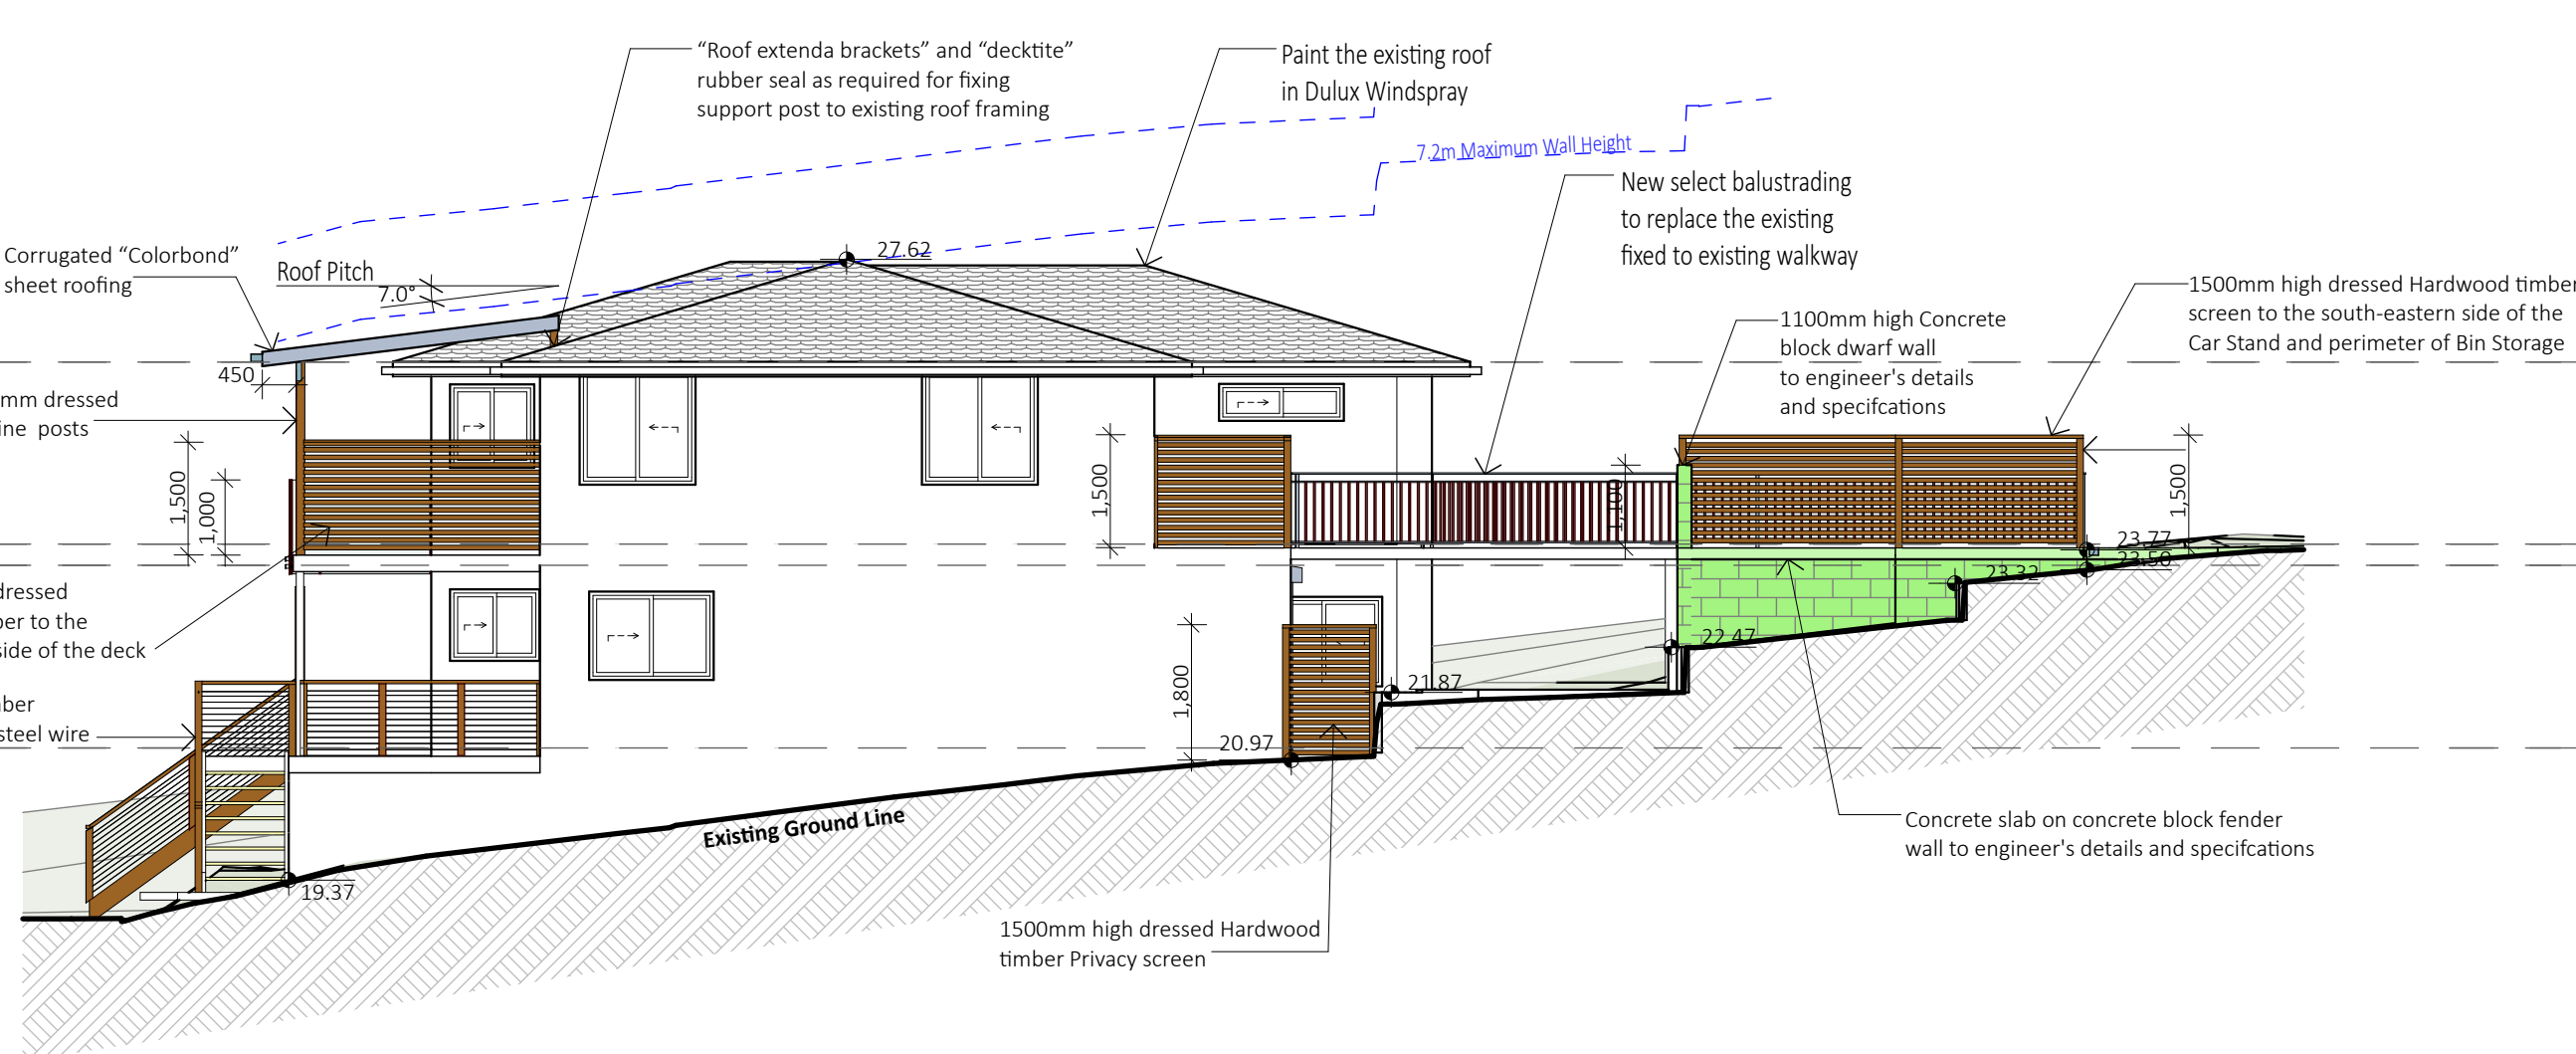 “Roof extenda brackets” and “decktite”
rubber seal as required for fixing
support post to existing roof framing
Paint the existing roof
in Dulux Windspray
7.2m Maximum Wall Height
New select balustrading
to replace the existing
fixed to existing walkway
Corrugated “Colorbond”
sheet roofing
Roof Pitch
7.0°
27.62
1500mm high dressed Hardwood timber
screen to the south-eastern side of the
Car Stand and perimeter of Bin Storage
1100mm high Concrete
block dwarf wall
to engineer's details
and specifcations
450
mm dressed
ine posts
1,500
1,000
1,500
1,100
1,500
23.77
23.50
23.32
dressed
ber to the
side of the deck
22.47
21.87
1,800
nber
steel wire
20.97
Existing Ground Line
19.37
Concrete slab on concrete block fender
wall to engineer's details and specifcations
1500mm high dressed Hardwood
timber Privacy screen